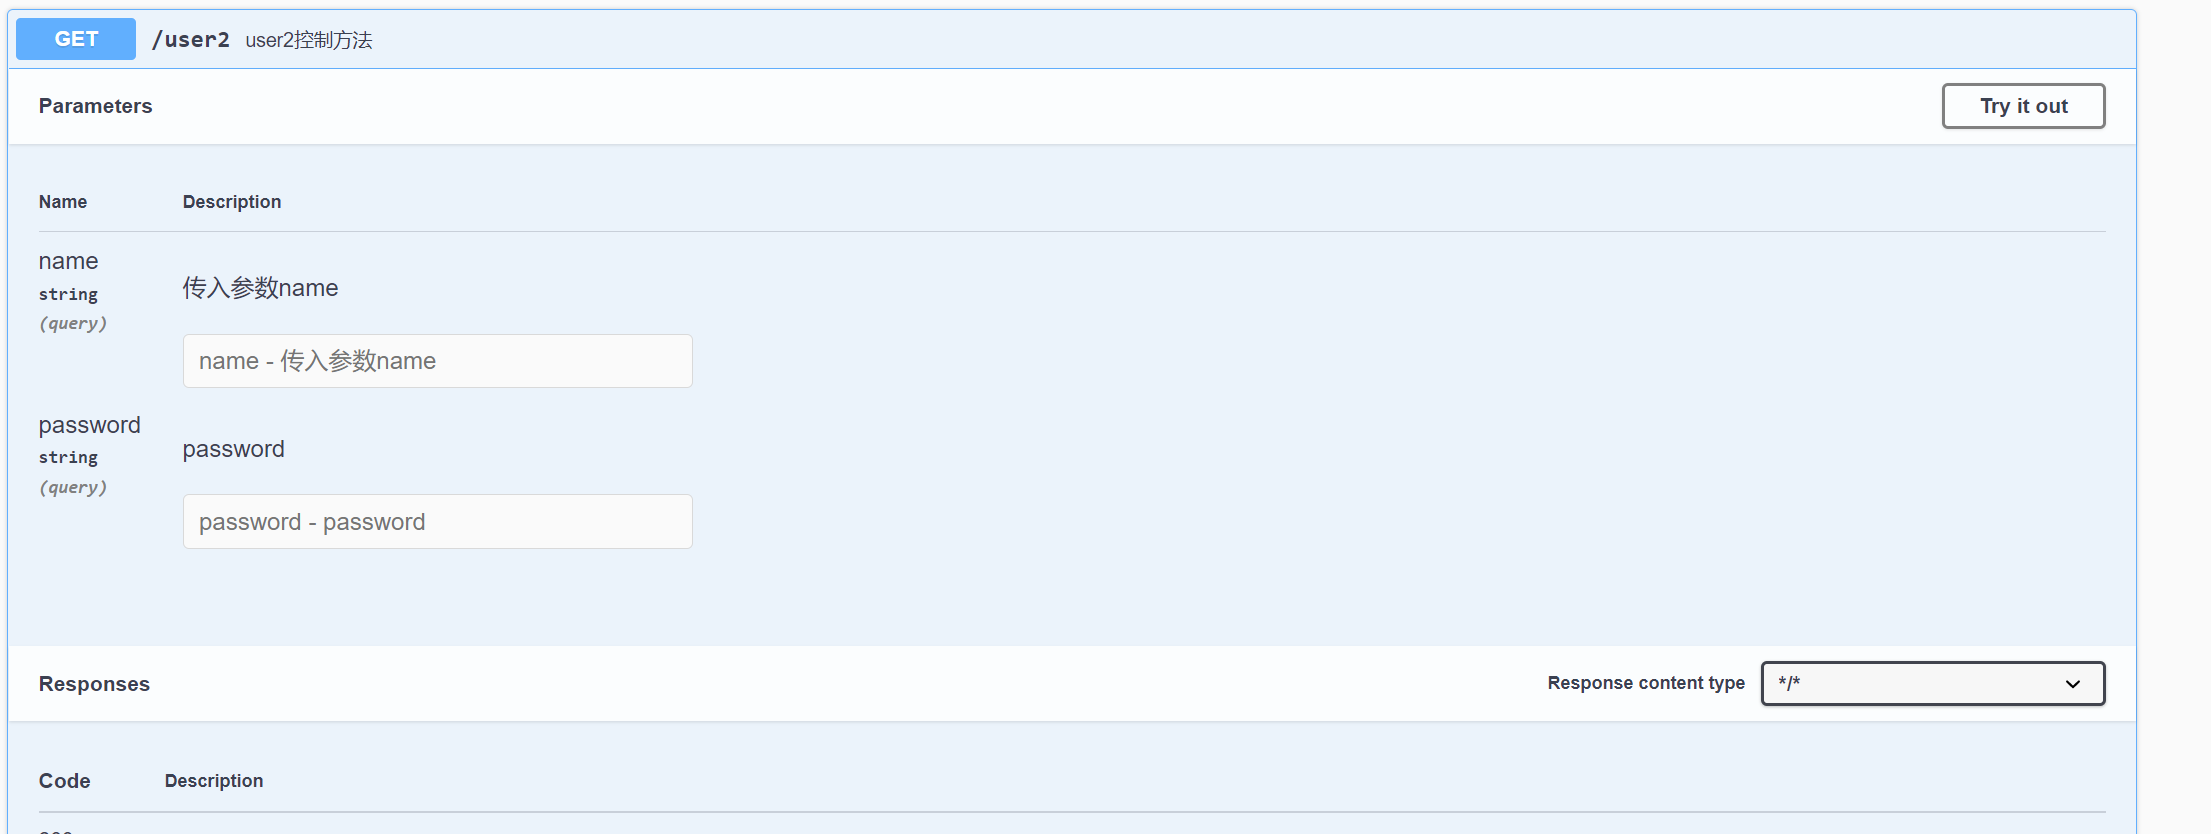 GET /user2 user2控制方法
Parameters
Try it out
Name Description
name
string
(query)
传入参数name
name - 传入参数name
password
string
(query)
password
password - password
Responses
Response content type */*
Code Description